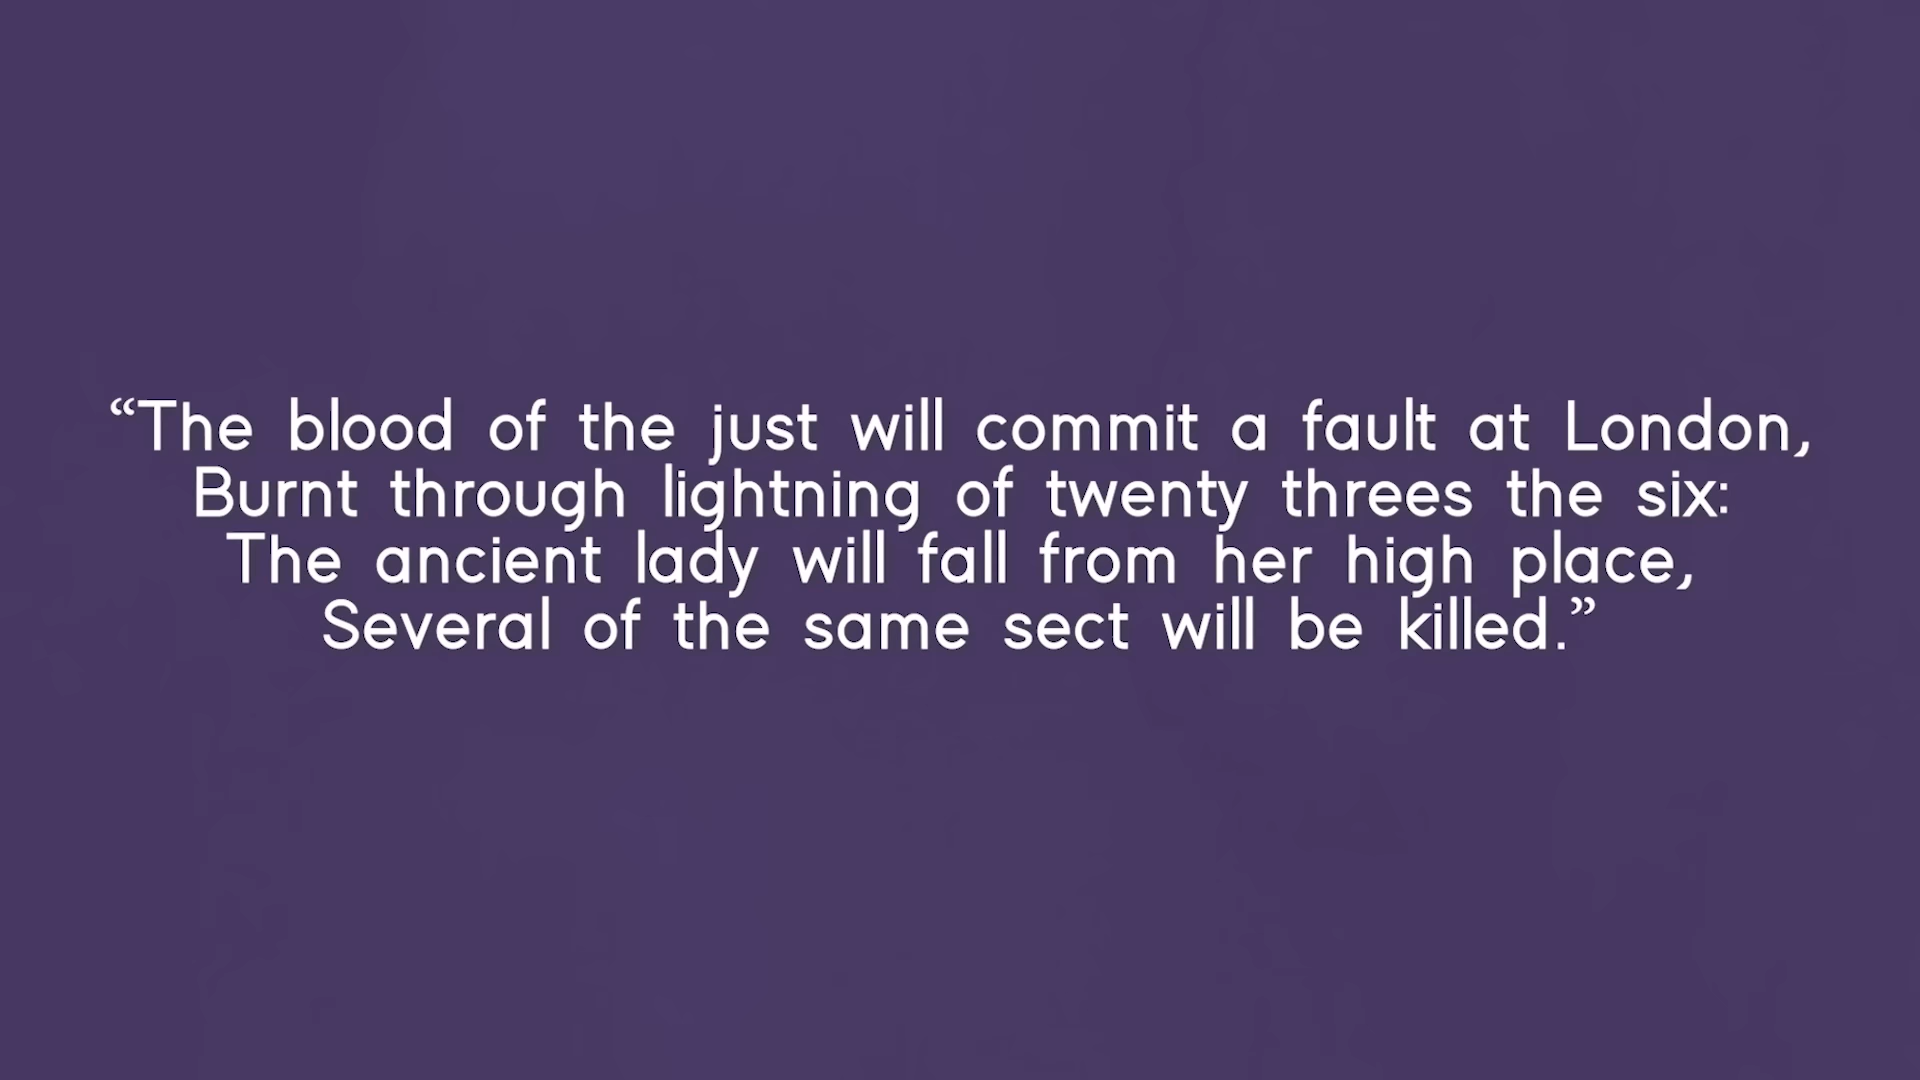 “The blood of the just will commit a fault at London,
Burnt through lightning of twenty threes the six:
The ancient lady will fall from her high place,
Several of the same sect will be killed.”